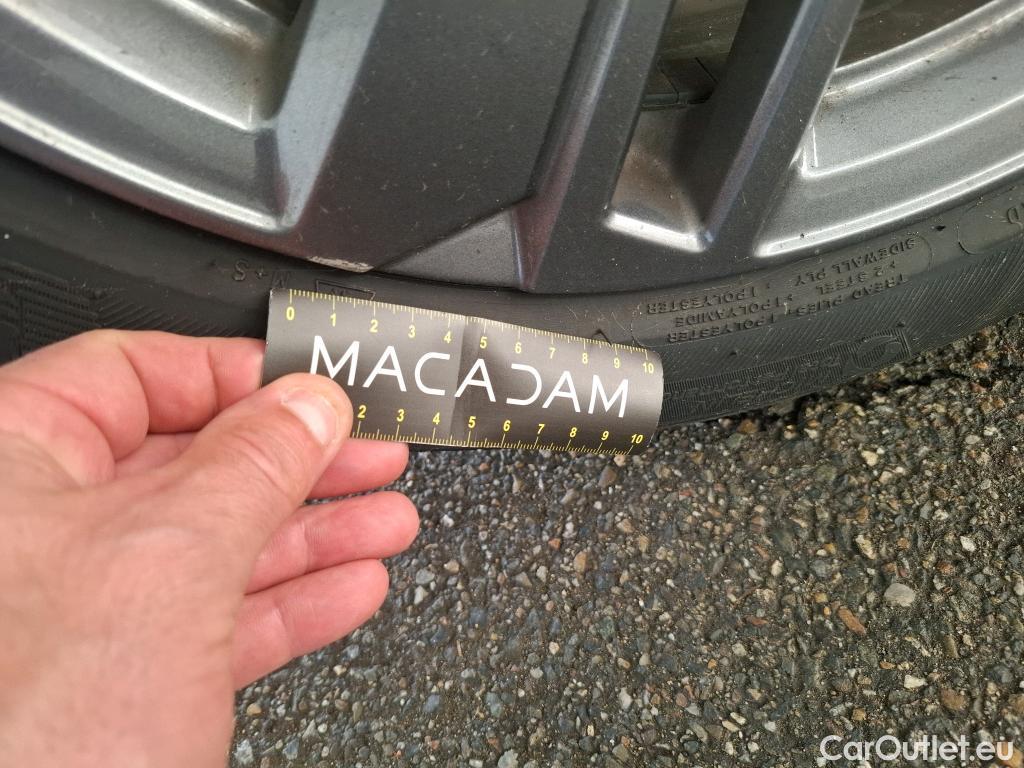 M+S
0 1 2 3 4 5 6 7 8 9 10
MACADAM
2 3 4 5 6 7 8 9 10
TREAD PLIES: 1 POLYESTER
> 2 STEEL > 1 POLYAMIDE
SIDEWALL PLY > 1 POLYESTER
CarOutlet.eu